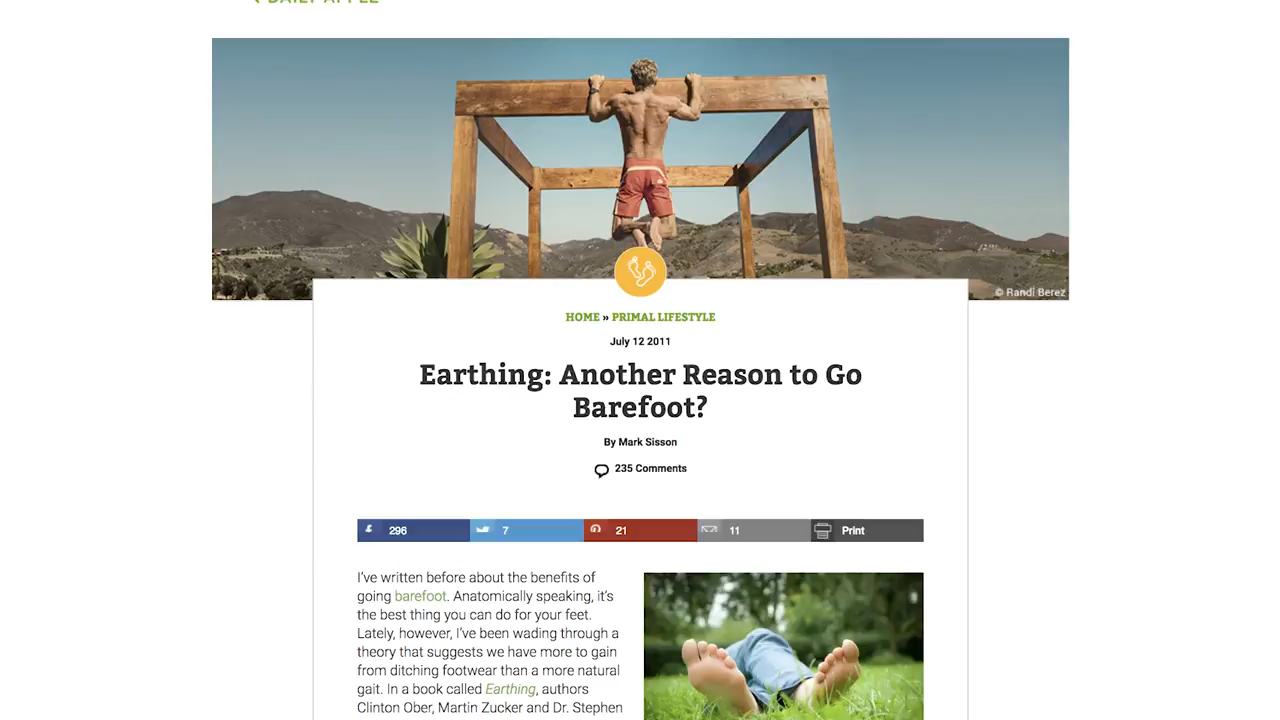 DAILY APPLE
© Randi Berez
HOME » PRIMAL LIFESTYLE
July 12 2011
Earthing: Another Reason to Go
Barefoot?
By Mark Sisson
235 Comments
296 7 21 11 Print
I've written before about the benefits of
going barefoot. Anatomically speaking, it's
the best thing you can do for your feet.
Lately, however, I've been wading through a
theory that suggests we have more to gain
from ditching footwear than a more natural
gait. In a book called Earthing, authors
Clinton Ober, Martin Zucker and Dr. Stephen